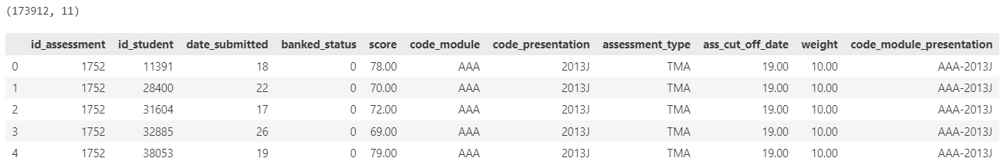 (173912, 11)
id_assessment id_student date_submitted banked_status score code_module code_presentation assessment_type ass_cut_off_date weight code_module_presentation
0 1752 11391 18 0 78.00 AAA 2013J TMA 19.00 10.00 AAA-2013J
1 1752 28400 22 0 70.00 AAA 2013J TMA 19.00 10.00 AAA-2013J
2 1752 31604 17 0 72.00 AAA 2013J TMA 19.00 10.00 AAA-2013J
3 1752 32885 26 0 69.00 AAA 2013J TMA 19.00 10.00 AAA-2013J
4 1752 38053 19 0 79.00 AAA 2013J TMA 19.00 10.00 AAA-2013J